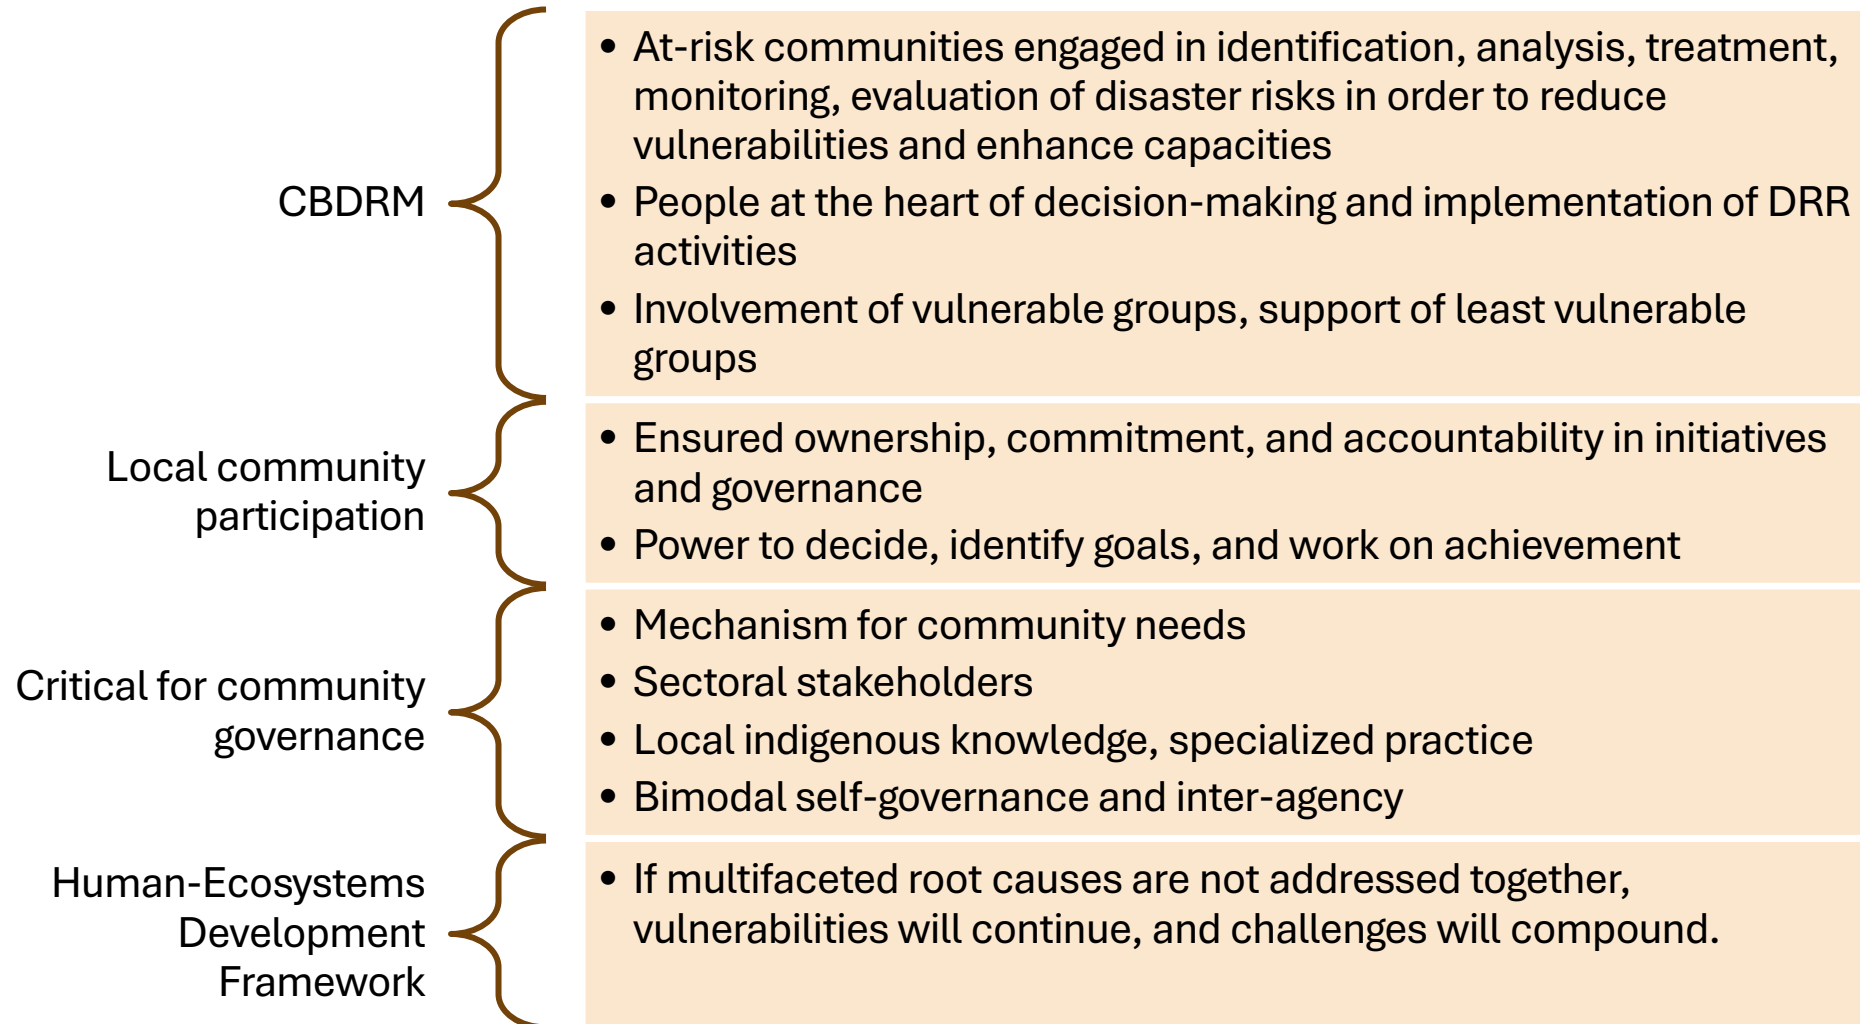 CBDRM
• At-risk communities engaged in identification, analysis, treatment,
monitoring, evaluation of disaster risks in order to reduce
vulnerabilities and enhance capacities
• People at the heart of decision-making and implementation of DRR
activities
• Involvement of vulnerable groups, support of least vulnerable
groups
Local community
participation
• Ensured ownership, commitment, and accountability in initiatives
and governance
• Power to decide, identify goals, and work on achievement
Critical for community
governance
• Mechanism for community needs
• Sectoral stakeholders
• Local indigenous knowledge, specialized practice
• Bimodal self-governance and inter-agency
Human-Ecosystems
Development
Framework
• If multifaceted root causes are not addressed together,
vulnerabilities will continue, and challenges will compound.